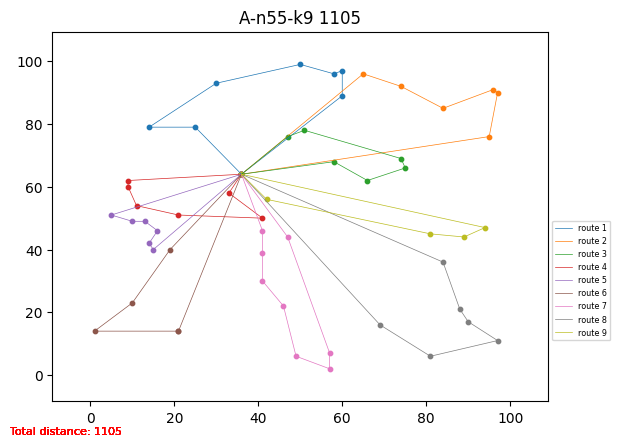 A-n55-k9 1105
100
80
60
40
20
0
0 20 40 60 80 100
route 1
route 2
route 3
route 4
route 5
route 6
route 7
route 8
route 9
Total distance: 1105